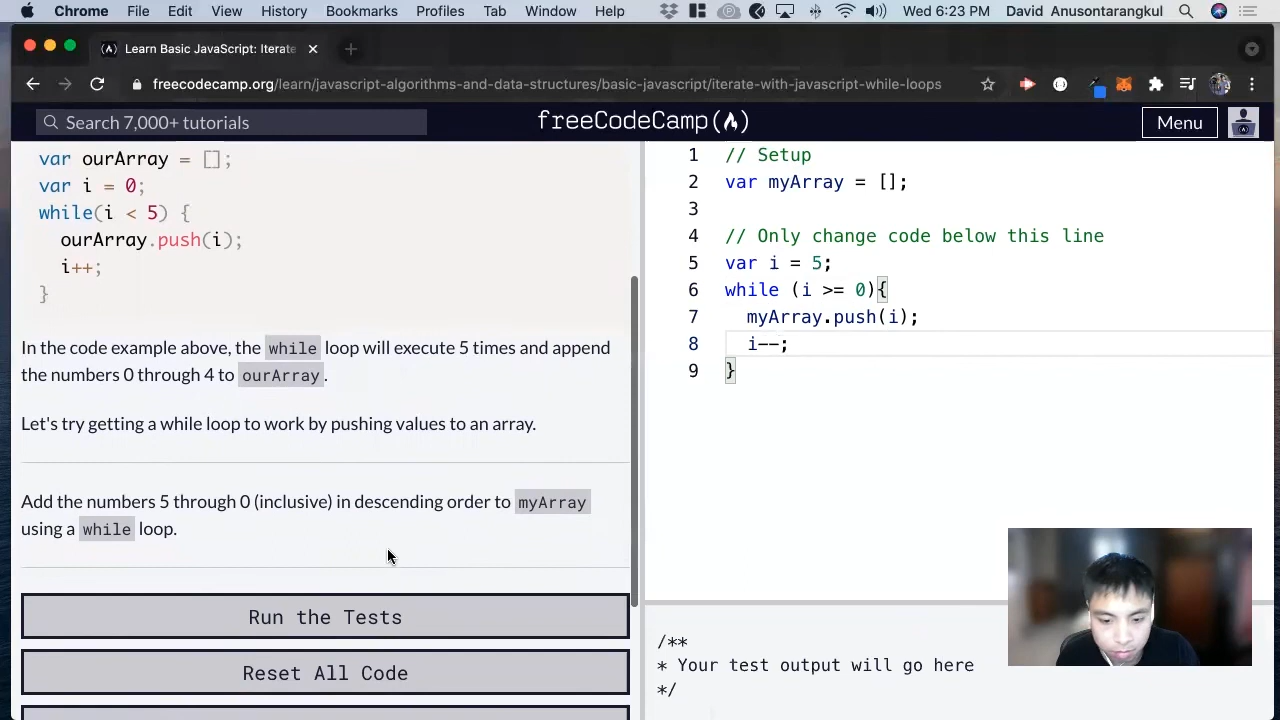 Chrome File Edit View History Bookmarks Profiles Tab Window Help Wed 6:23 PM David Anusontarangkul
Learn Basic JavaScript: Iterate
freecodecamp.org/learn/javascript-algorithms-and-data-structures/basic-javascript/iterate-with-javascript-while-loops
Search 7,000+ tutorials
freeCodeCamp
Menu
var ourArray = [];
var i = 0;
while(i < 5) {
ourArray.push(i);
i++;
}
In the code example above, the while loop will execute 5 times and append
the numbers 0 through 4 to ourArray.
Let's try getting a while loop to work by pushing values to an array.
Add the numbers 5 through 0 (inclusive) in descending order to myArray
using a while loop.
Run the Tests
Reset All Code
1 // Setup
2 var myArray = [];
3
4 // Only change code below this line
5 var i = 5;
6 while (i >= 0){
7 myArray.push(i);
8 i--;
9 }
/**
* Your test output will go here
*/